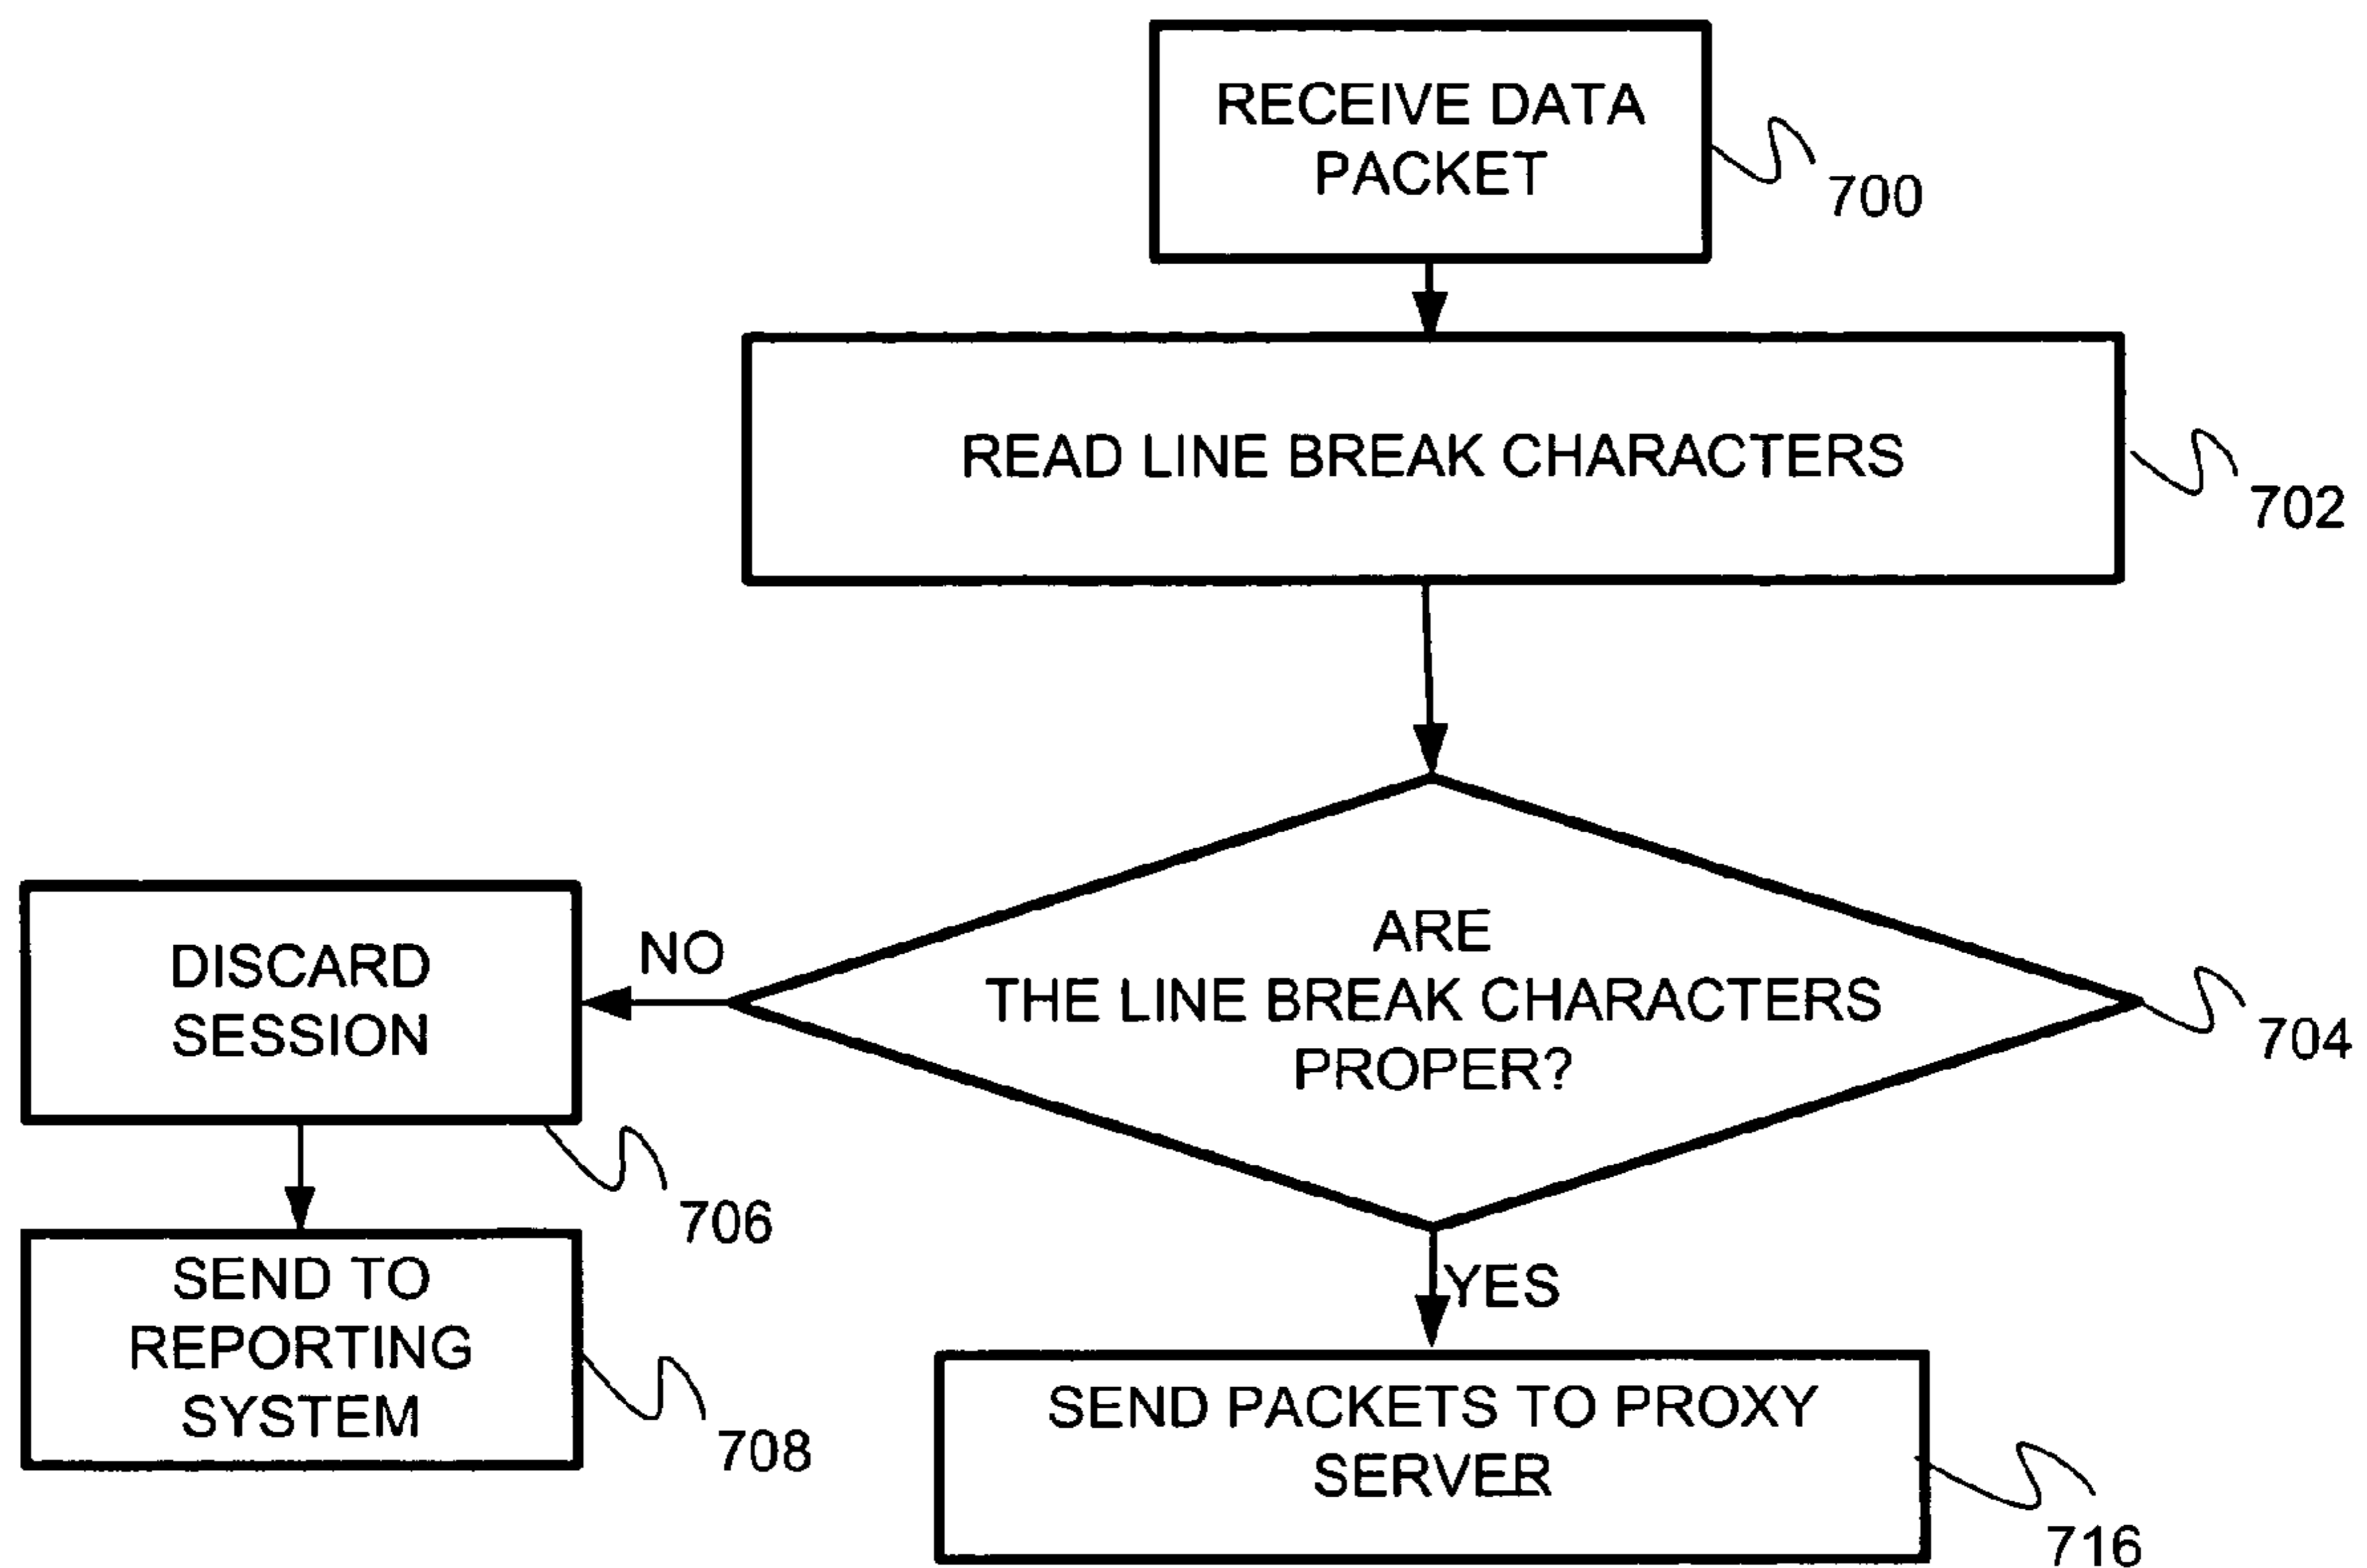 RECEIVE DATA
PACKET
700
READ LINE BREAK CHARACTERS
702
ARE
THE LINE BREAK CHARACTERS
PROPER?
704
NO
DISCARD
SESSION
706
SEND TO
REPORTING
SYSTEM
708
YES
SEND PACKETS TO PROXY
SERVER
716